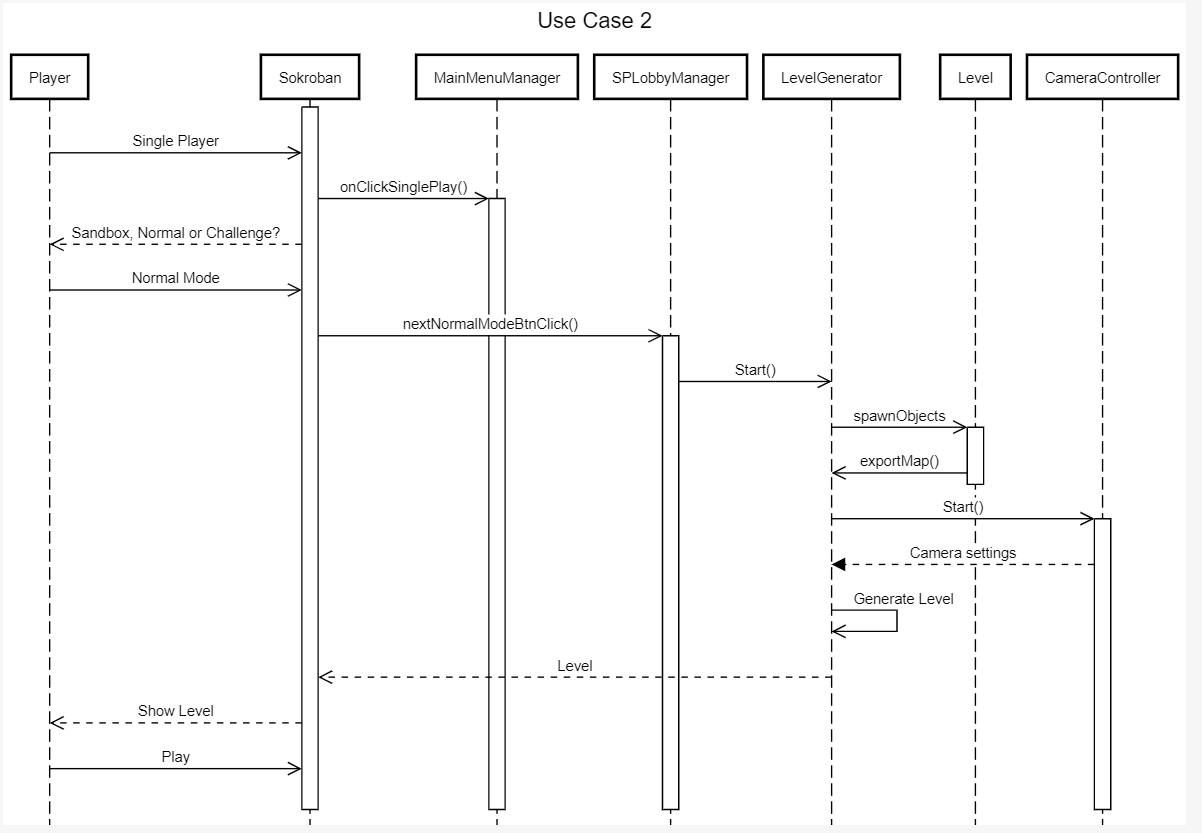 Use Case 2
Player
Sokroban
MainMenuManager
SPLobbyManager
LevelGenerator
Level
CameraController
Single Player
onClickSinglePlay()
Sandbox, Normal or Challenge?
Normal Mode
nextNormalModeBtnClick()
Start()
spawnObjects
exportMap()
Start()
Camera settings
Generate Level
Level
Show Level
Play